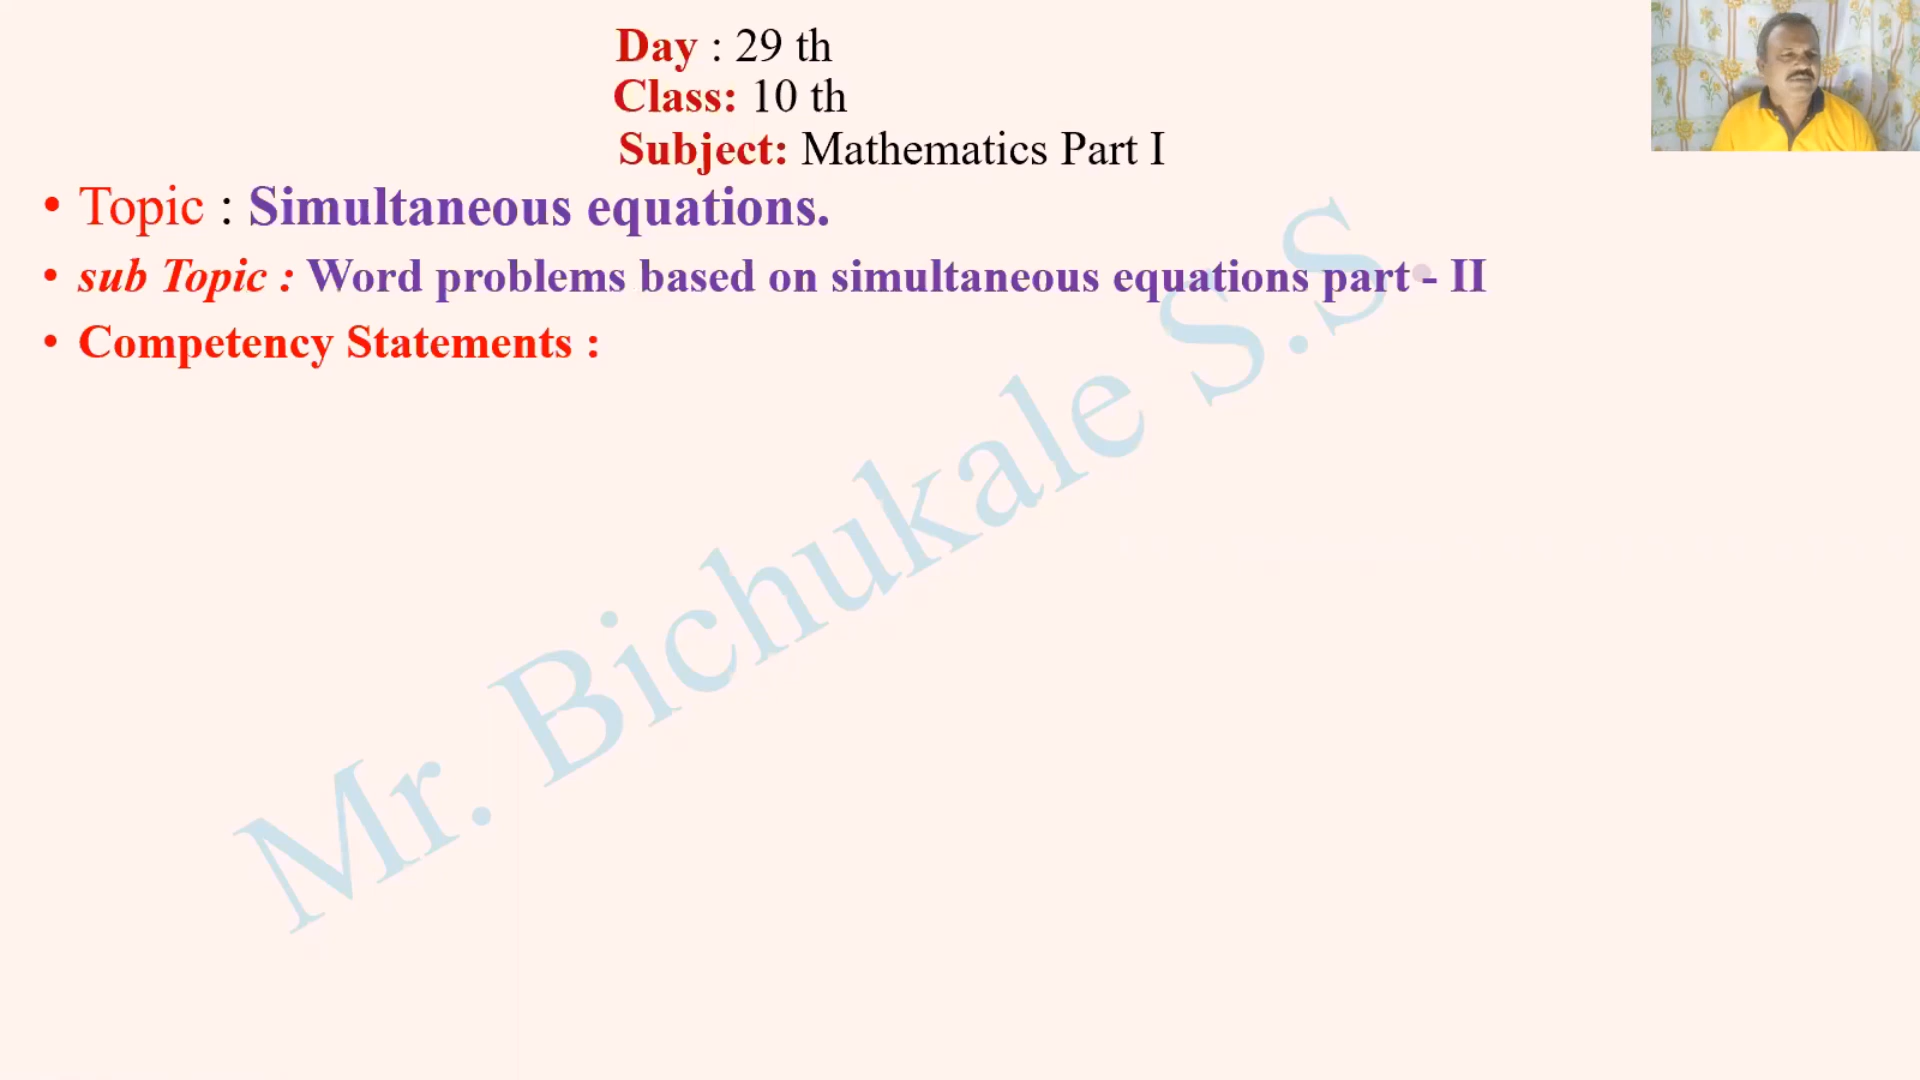 Day : 29 th
Class: 10 th
Subject: Mathematics Part I
• Topic : Simultaneous equations.
• sub Topic : Word problems based on simultaneous equations part - II
• Competency Statements :
Mr. Bichukale S.S.